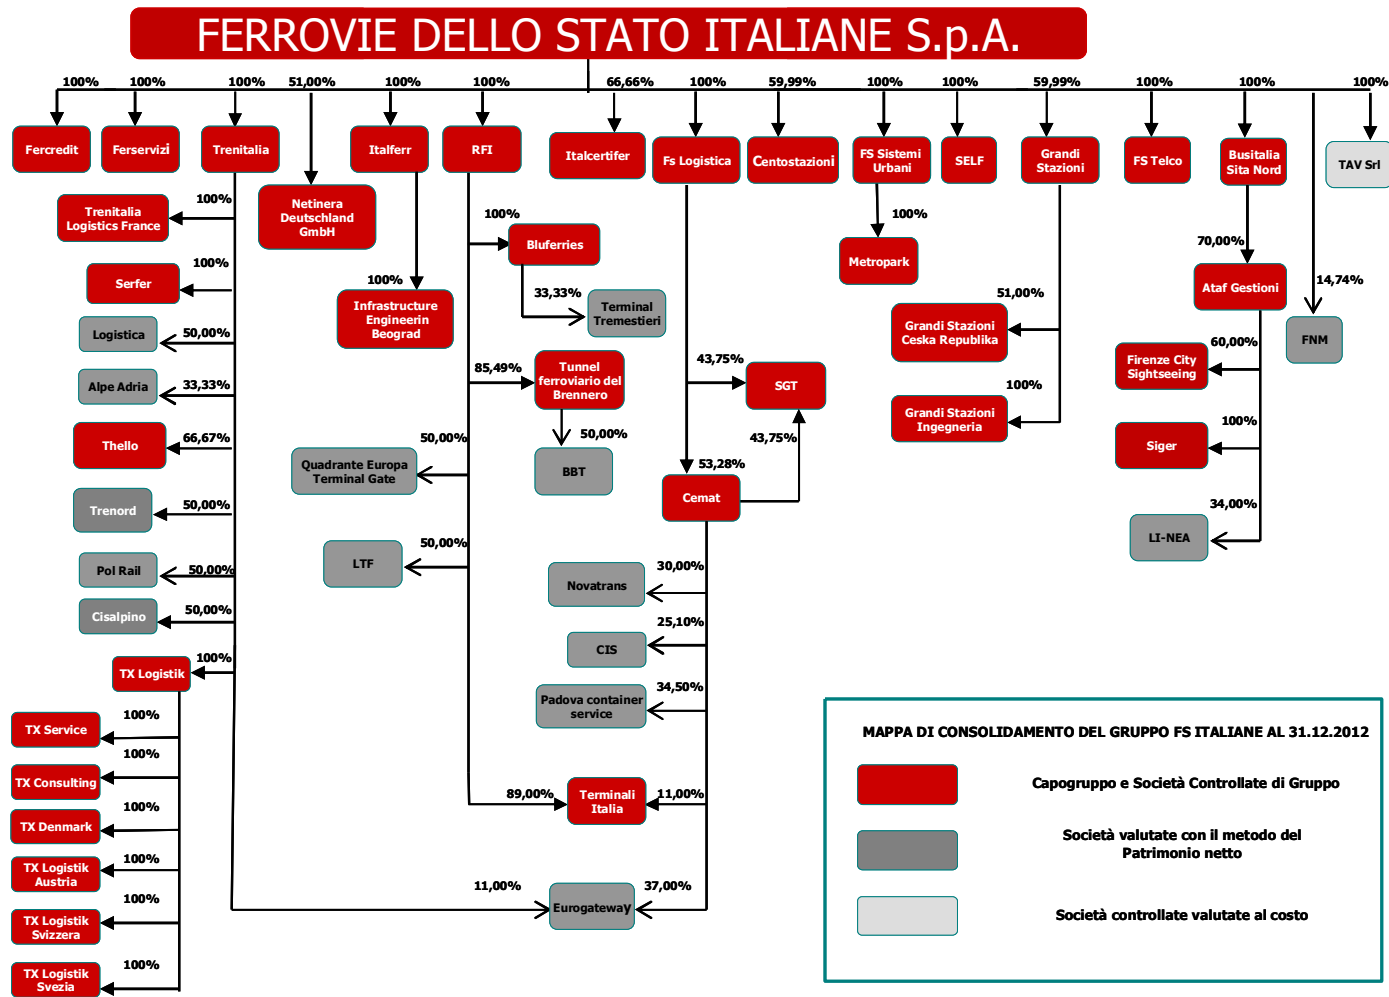 FERROVIE DELLO STATO ITALIANE S.p.A.
100%
100%
100%
51,00%
100%
100%
66,66%
100%
59,99%
100%
100%
59,99%
100%
100%
100%
Fercredit
Ferservizi
Trenitalia
Italferr
RFI
Italcertifer
Fs Logistica
Centostazioni
FS Sistemi
Urbani
SELF
Grandi
Stazioni
FS Telco
Busitalia
Sita Nord
TAV Srl
Netinera
Deutschland
GmbH
100%
Trenitalia
Logistics France
100%
Serfer
Logistica
50,00%
Alpe Adria
33,33%
Thello
66,67%
Trenord
50,00%
Pol Rail
50,00%
Cisalpino
50,00%
TX Logistik
100%
100%
TX Service
100%
TX Consulting
100%
TX Denmark
100%
TX Logistik
Austria
100%
TX Logistik
Svizzera
100%
TX Logistik
Svezia
100%
Infrastructure
Engineerin
Beograd
100%
Bluferries
33,33%
Terminal
Tremestieri
85,49%
Tunnel
ferroviario del
Brennero
50,00%
BBT
50,00%
Quadrante Europa
Terminal Gate
50,00%
LTF
43,75%
SGT
43,75%
53,28%
Cemat
30,00%
Novatrans
25,10%
CIS
34,50%
Padova container
service
89,00%
Terminali
Italia
11,00%
11,00%
Eurogateway
37,00%
100%
Metropark
51,00%
Grandi Stazioni
Ceska Republika
100%
Grandi Stazioni
Ingegneria
70,00%
Ataf Gestioni
14,74%
FNM
60,00%
Firenze City
Sightseeing
100%
Siger
34,00%
LI-NEA
MAPPA DI CONSOLIDAMENTO DEL GRUPPO FS ITALIANE AL 31.12.2012
Capogruppo e Società Controllate di Gruppo
Società valutate con il metodo del
Patrimonio netto
Società controllate valutate al costo